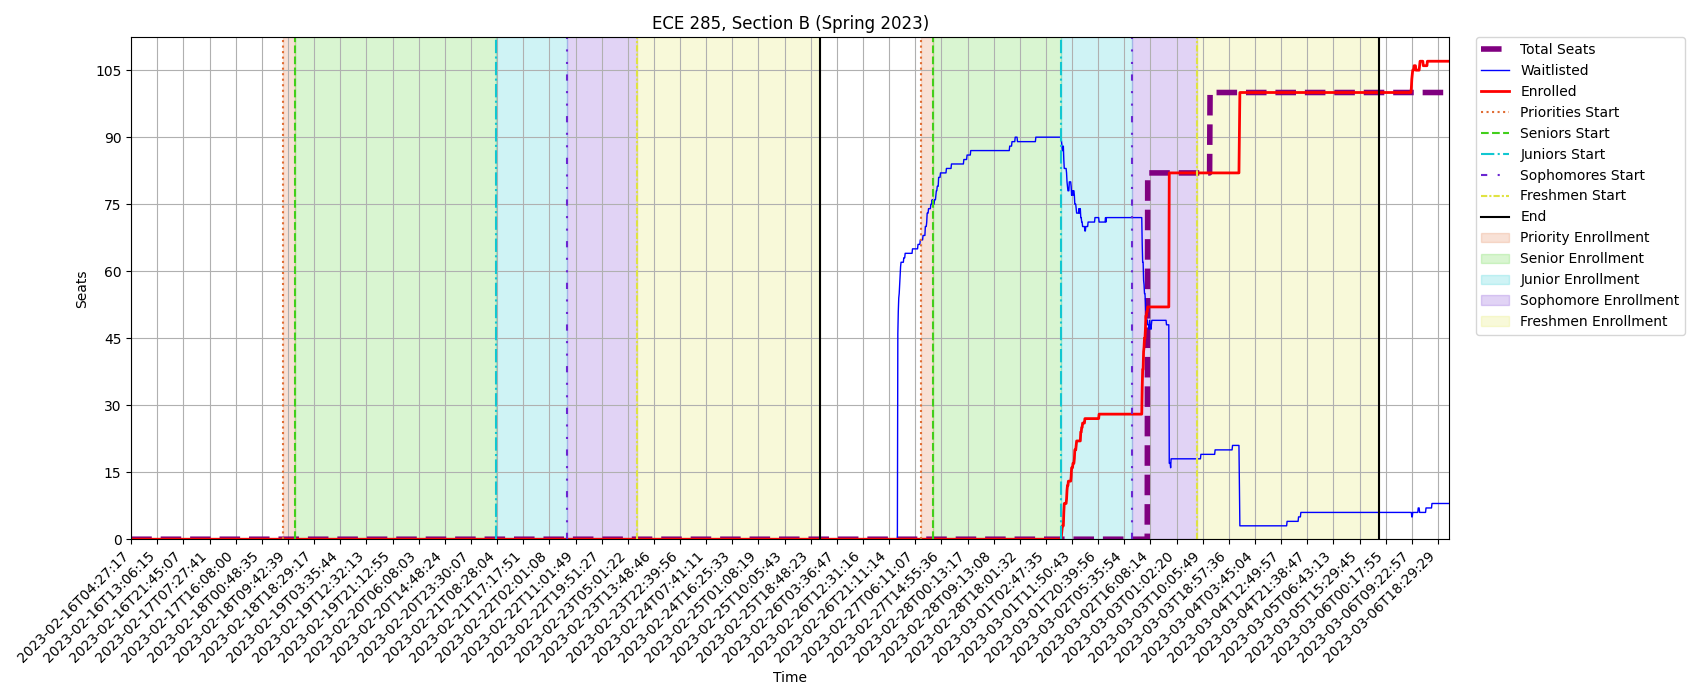 ECE 285, Section B (Spring 2023)
105
90
75
60
45
30
15
0
Seats
2023-02-16T04:27:17
2023-02-16T13:06:15
2023-02-16T21:45:07
2023-02-17T07:27:41
2023-02-17T16:08:00
2023-02-18T00:48:35
2023-02-18T09:42:39
2023-02-18T18:29:17
2023-02-19T03:35:44
2023-02-19T12:32:13
2023-02-19T21:12:55
2023-02-20T06:08:03
2023-02-20T14:48:24
2023-02-20T23:30:07
2023-02-21T08:28:04
2023-02-21T17:17:51
2023-02-22T02:01:08
2023-02-22T11:01:49
2023-02-22T19:51:27
2023-02-23T05:01:22
2023-02-23T13:48:46
2023-02-23T22:39:56
2023-02-24T07:41:11
2023-02-24T16:25:33
2023-02-25T01:08:19
2023-02-25T10:05:43
2023-02-25T18:48:23
2023-02-26T03:36:47
2023-02-26T12:31:16
2023-02-26T21:11:14
2023-02-27T06:11:07
2023-02-27T14:55:36
2023-02-28T00:13:17
2023-02-28T09:13:08
2023-02-28T18:01:32
2023-03-01T02:47:35
2023-03-01T11:50:43
2023-03-01T20:39:56
2023-03-02T05:35:54
2023-03-02T16:08:14
2023-03-03T01:02:20
2023-03-03T10:05:49
2023-03-03T18:57:36
2023-03-04T03:45:04
2023-03-04T12:49:57
2023-03-04T21:38:47
2023-03-05T06:43:13
2023-03-05T15:29:45
2023-03-06T00:17:55
2023-03-06T09:22:57
2023-03-06T18:29:29
Time
Total Seats
Waitlisted
Enrolled
Priorities Start
Seniors Start
Juniors Start
Sophomores Start
Freshmen Start
End
Priority Enrollment
Senior Enrollment
Junior Enrollment
Sophomore Enrollment
Freshmen Enrollment